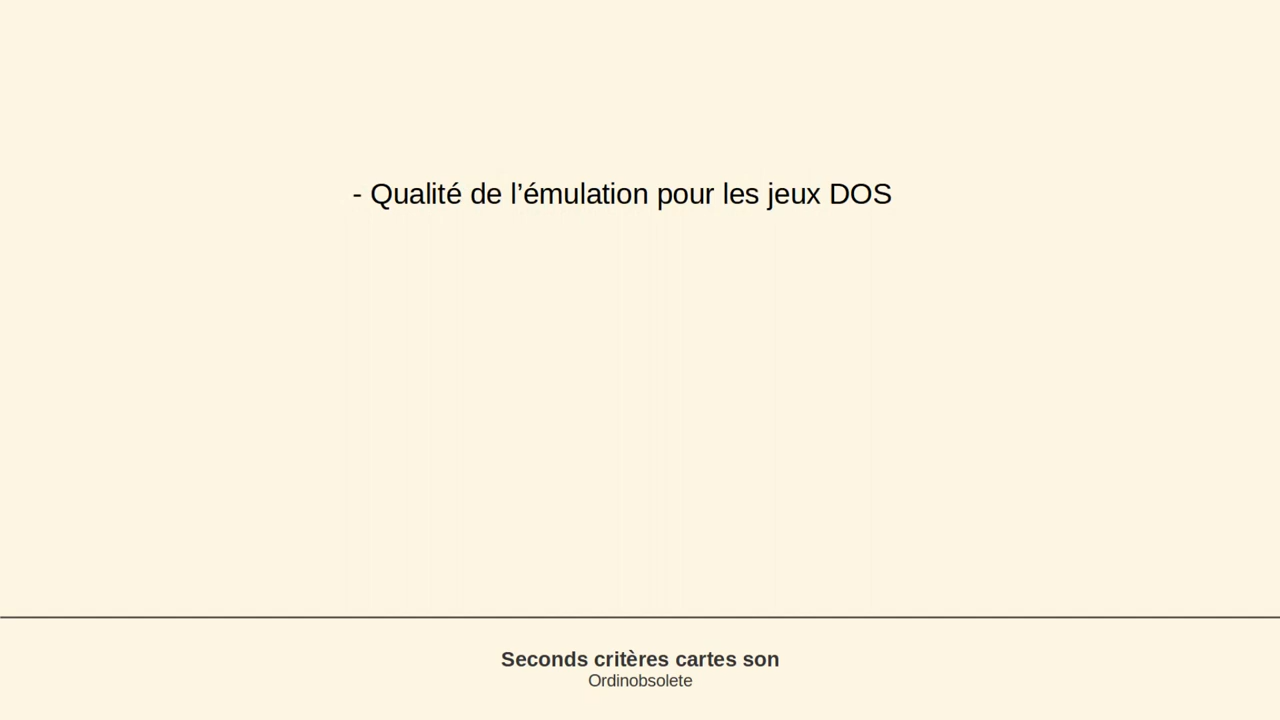 - Qualité de l’émulation pour les jeux DOS
Seconds critères cartes son
Ordinobsolete